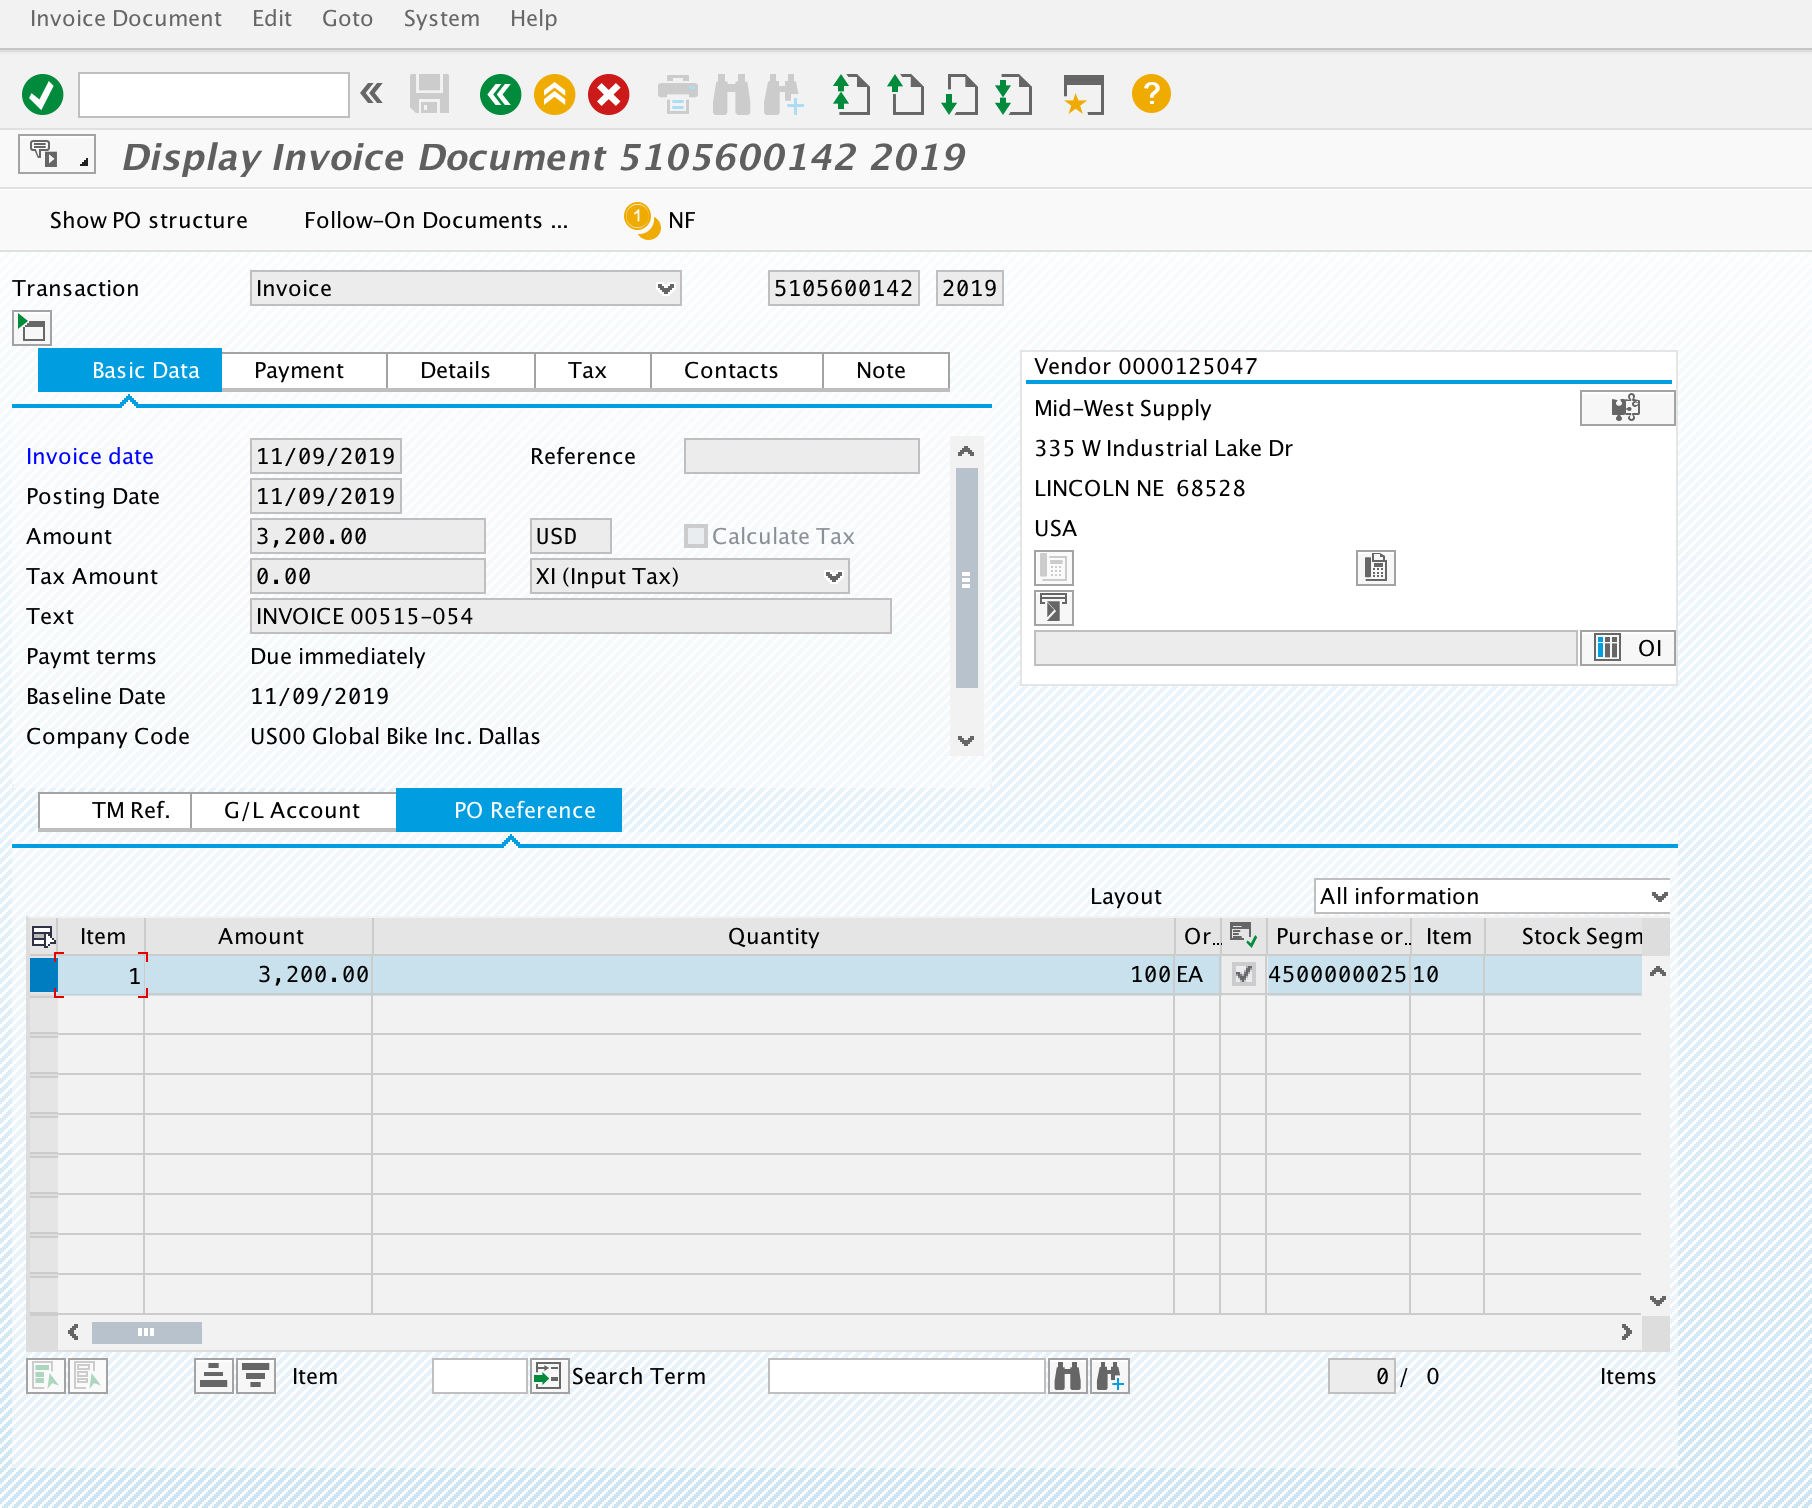 Invoice Document Edit Goto System Help
Display Invoice Document 5105600142 2019
Show PO structure Follow-On Documents ... 1 NF
Transaction Invoice 5105600142 2019
Basic Data Payment Details Tax Contacts Note
Invoice date 11/09/2019 Reference
Posting Date 11/09/2019
Amount 3,200.00 USD Calculate Tax
Tax Amount 0.00 XI (Input Tax)
Text INVOICE 00515-054
Paymt terms Due immediately
Baseline Date 11/09/2019
Company Code US00 Global Bike Inc. Dallas
Vendor 0000125047
Mid-West Supply
335 W Industrial Lake Dr
LINCOLN NE 68528
USA
OI
TM Ref. G/L Account PO Reference
Layout All information
Item Amount Quantity Or.. Purchase or.. Item Stock Segm
1 3,200.00 100 EA 4500000025 10
Item Search Term 0 / 0 Items